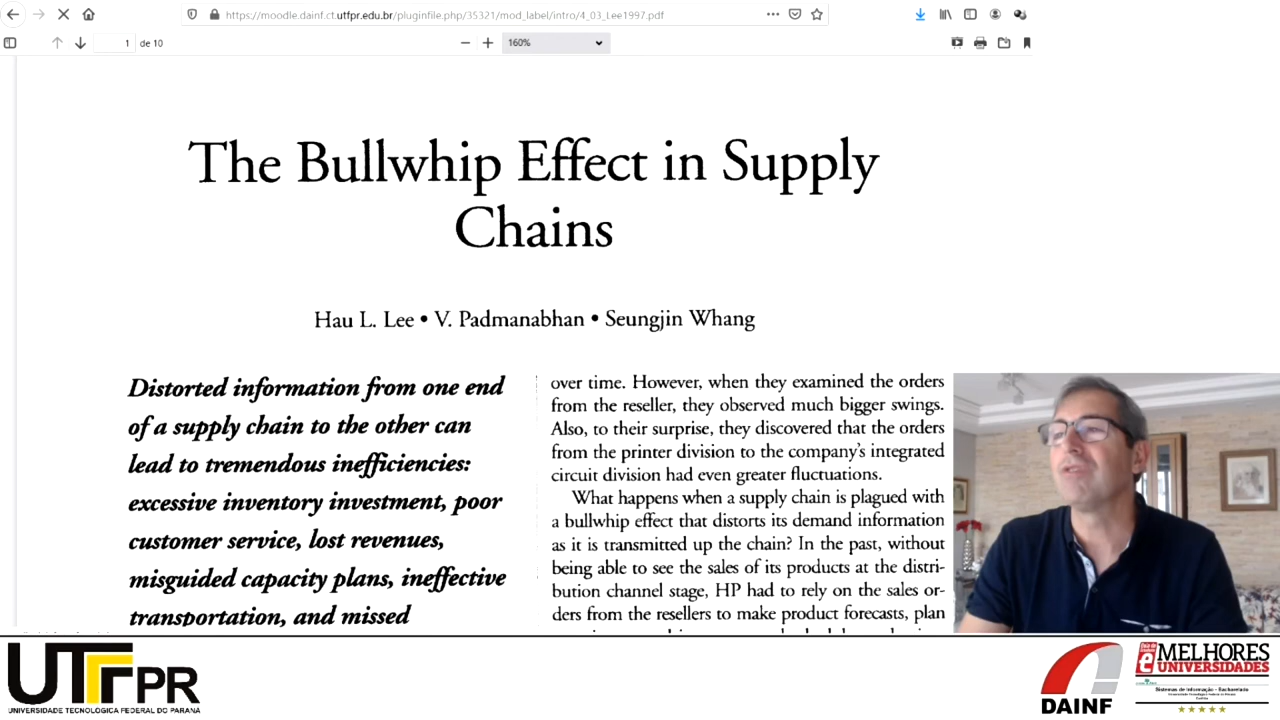 https://moodle.dainf.ct.utfpr.edu.br/pluginfile.php/35321/mod_label/intro/4_03_Lee1997.pdf
1 de 10
160%
The Bullwhip Effect in Supply
Chains
Hau L. Lee • V. Padmanabhan • Seungjin Whang
Distorted information from one end
of a supply chain to the other can
lead to tremendous inefficiencies:
excessive inventory investment, poor
customer service, lost revenues,
misguided capacity plans, ineffective
transportation, and missed
over time. However, when they examined the orders
from the reseller, they observed much bigger swings.
Also, to their surprise, they discovered that the orders
from the printer division to the company's integrated
circuit division had even greater fluctuations.
What happens when a supply chain is plagued with
a bullwhip effect that distorts its demand information
as it is transmitted up the chain? In the past, without
being able to see the sales of its products at the distri-
bution channel stage, HP had to rely on the sales or-
ders from the resellers to make product forecasts, plan
UTFPR
UNIVERSIDADE TECNOLÓGICA FEDERAL DO PARANÁ
DAINF
MELHORES
UNIVERSIDADES
Sistemas de Informação - Bacharelado